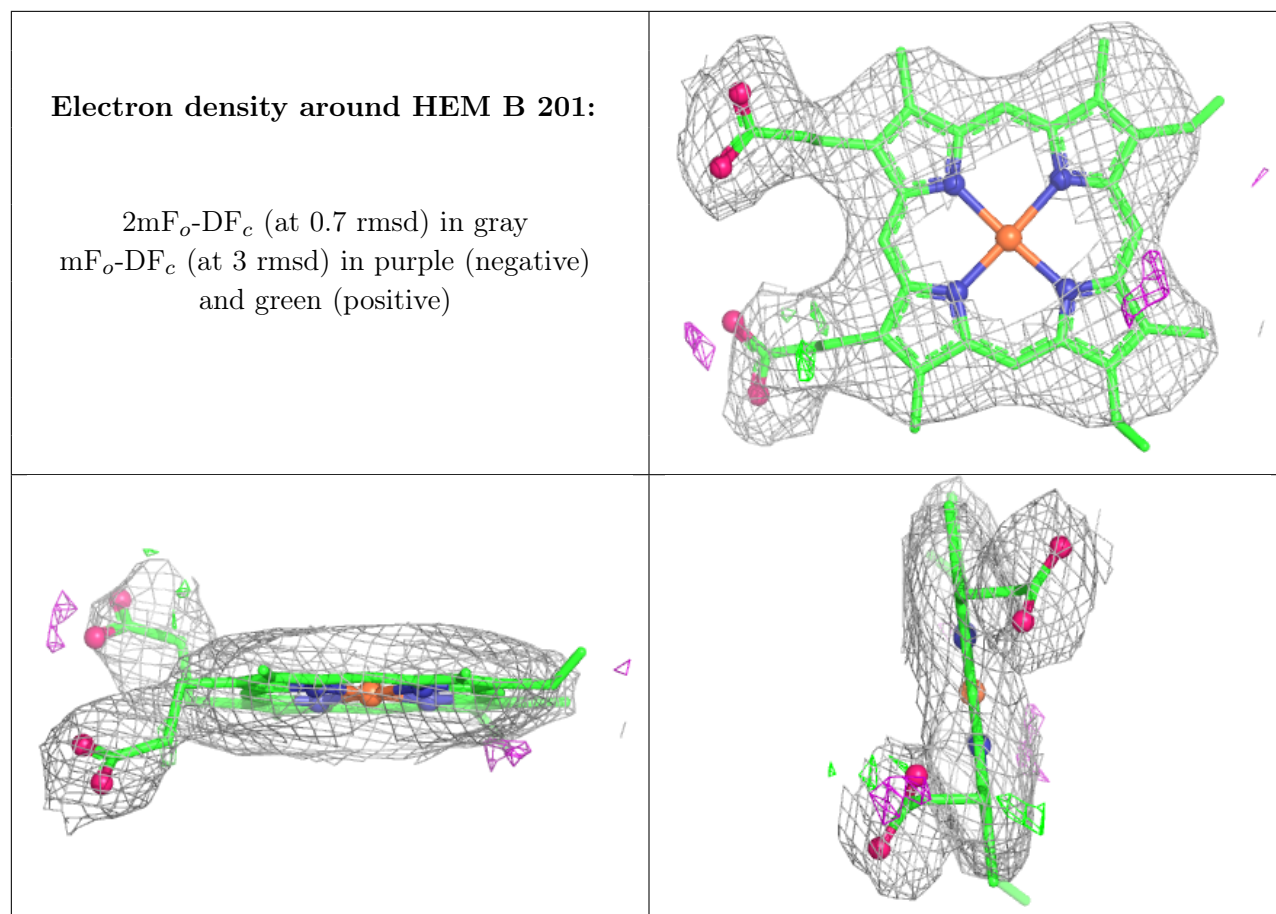 Electron density around HEM B 201:
2mFₒ-DF𝒸 (at 0.7 rmsd) in gray
mFₒ-DF𝒸 (at 3 rmsd) in purple (negative)
and green (positive)